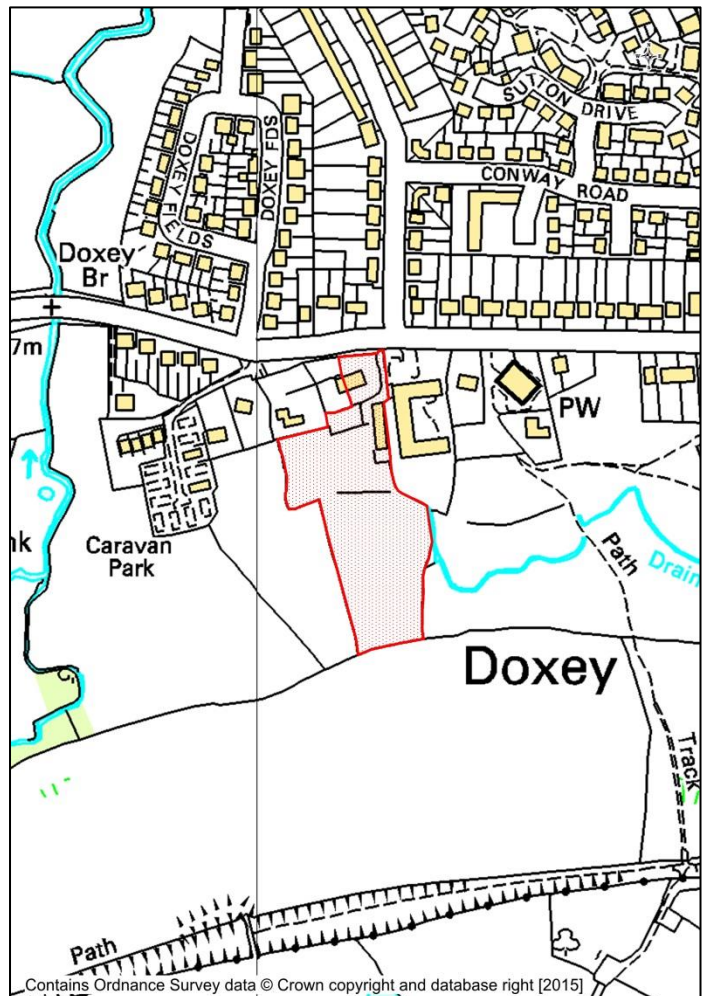 SUTTON DRIVE
CONWAY ROAD
DOXEY FDS
DOXEY FIELDS
Doxey
Br
7m
PW
Caravan
Park
Path
Drain
Doxey
Track
Path
Contains Ordnance Survey data © Crown copyright and database right [2015]